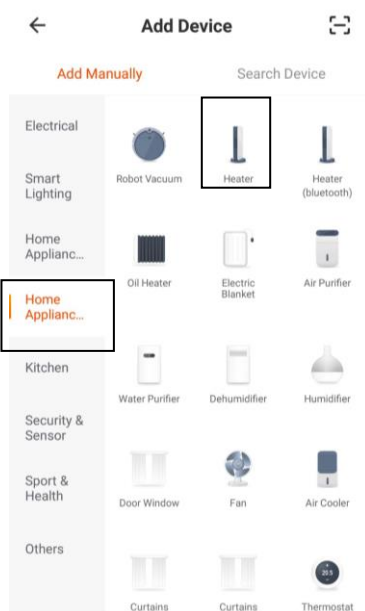 Add Device
Add Manually
Search Device
Electrical
Smart
Lighting
Home
Applianc...
Home
Applianc...
Kitchen
Security &
Sensor
Sport &
Health
Others
Robot Vacuum
Heater
Heater
(bluetooth)
Oil Heater
Electric
Blanket
Air Purifier
Water Purifier
Dehumidifier
Humidifier
Door Window
Fan
Air Cooler
Curtains
Curtains
Thermostat